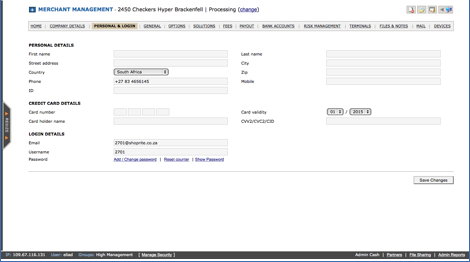 MERCHANT MANAGEMENT - 2450 Checkers Hyper Brackenfell | Processing (change)
HOME | COMPANY DETAILS | PERSONAL & LOGIN | GENERAL | OPTIONS | SOLUTIONS | FEES | PAYOUT | BANK ACCOUNTS | RISK MANAGEMENT | TERMINALS | FILES & NOTES | MAIL | DEVICES
PERSONAL DETAILS
First name Last name
Street address City
Country South Africa Zip
Phone +27 83 4656145 Mobile
ID
CREDIT CARD DETAILS
Card number Card validity 01 / 2015
Card holder name CVV2/CVC2/CID
LOGIN DETAILS
Email 2701@shoprite.co.za
Username 2701
Password Add / Change password | Reset counter | Show Password
Save Changes
IP: 109.67.116.131 User: eliad Groups: High Management [ Manage Security ] Admin Cash | Partners | File Sharing | Admin Reports